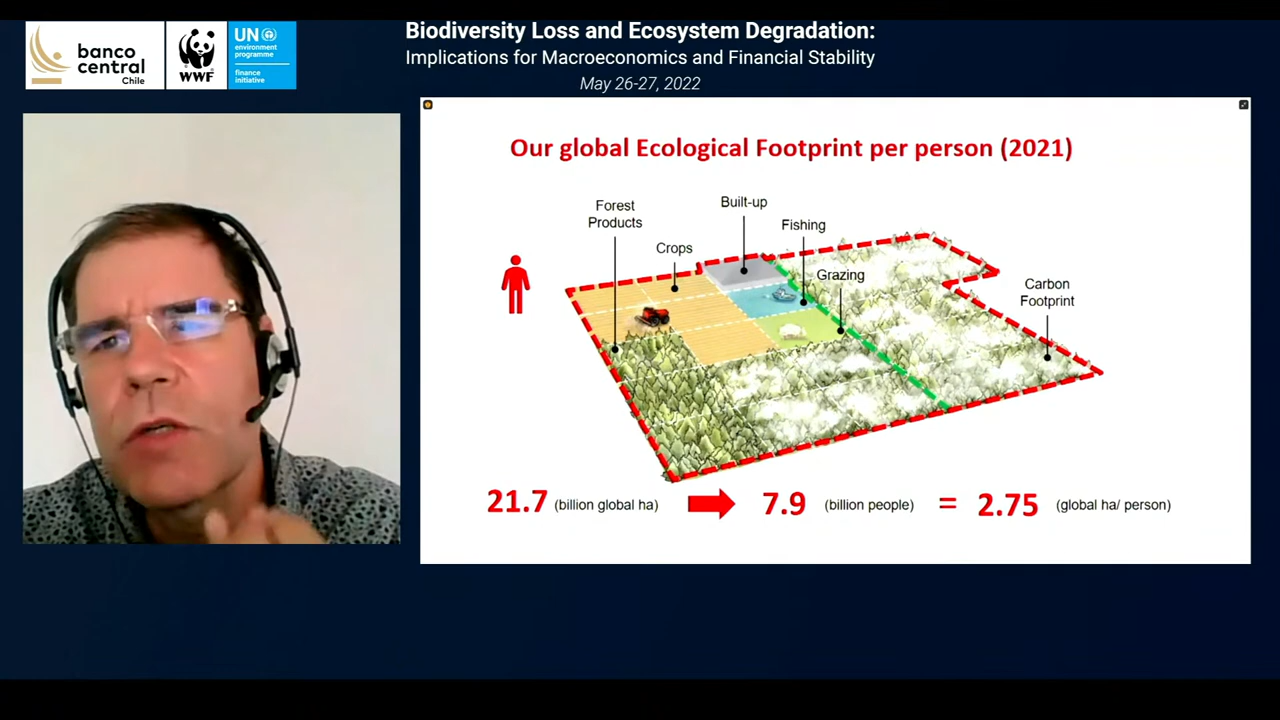 banco
central
Chile
WWF
UN
environment
programme
finance
initiative
Biodiversity Loss and Ecosystem Degradation:
Implications for Macroeconomics and Financial Stability
May 26-27, 2022
Our global Ecological Footprint per person (2021)
Forest
Products
Crops
Built-up
Fishing
Grazing
Carbon
Footprint
21.7 (billion global ha) 7.9 (billion people) = 2.75 (global ha/ person)